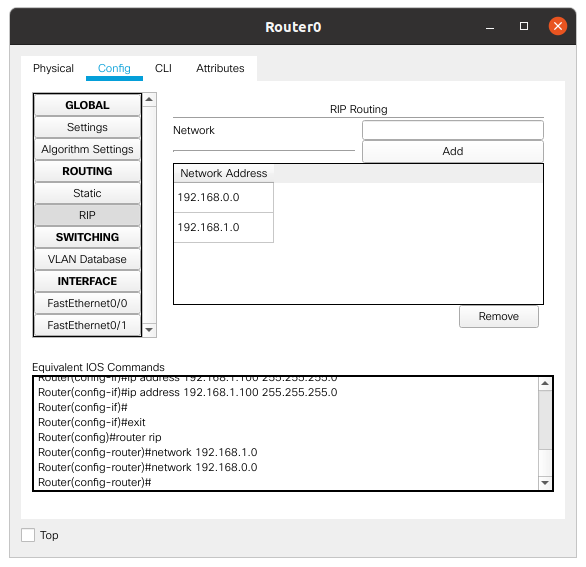 Router0
Physical Config CLI Attributes
GLOBAL
Settings
Algorithm Settings
ROUTING
Static
RIP
SWITCHING
VLAN Database
INTERFACE
FastEthernet0/0
FastEthernet0/1
RIP Routing
Network
Add
Network Address
192.168.0.0
192.168.1.0
Remove
Equivalent IOS Commands
Router(config-if)#ip address 192.168.1.100 255.255.255.0
Router(config-if)#ip address 192.168.1.100 255.255.255.0
Router(config-if)#
Router(config-if)#exit
Router(config)#router rip
Router(config-router)#network 192.168.1.0
Router(config-router)#network 192.168.0.0
Router(config-router)#
Top